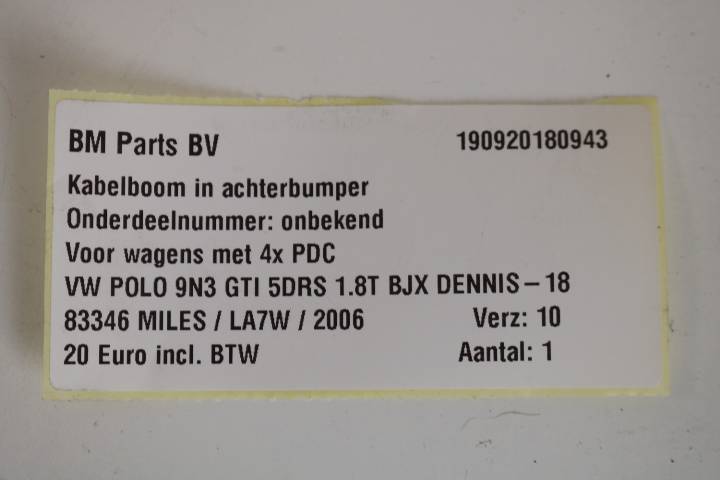 BM Parts BV 190920180943
Kabelboom in achterbumper
Onderdeelnummer: onbekend
Voor wagens met 4x PDC
VW POLO 9N3 GTI 5DRS 1.8T BJX DENNIS - 18
83346 MILES / LA7W / 2006 Verz: 10
20 Euro incl. BTW Aantal: 1